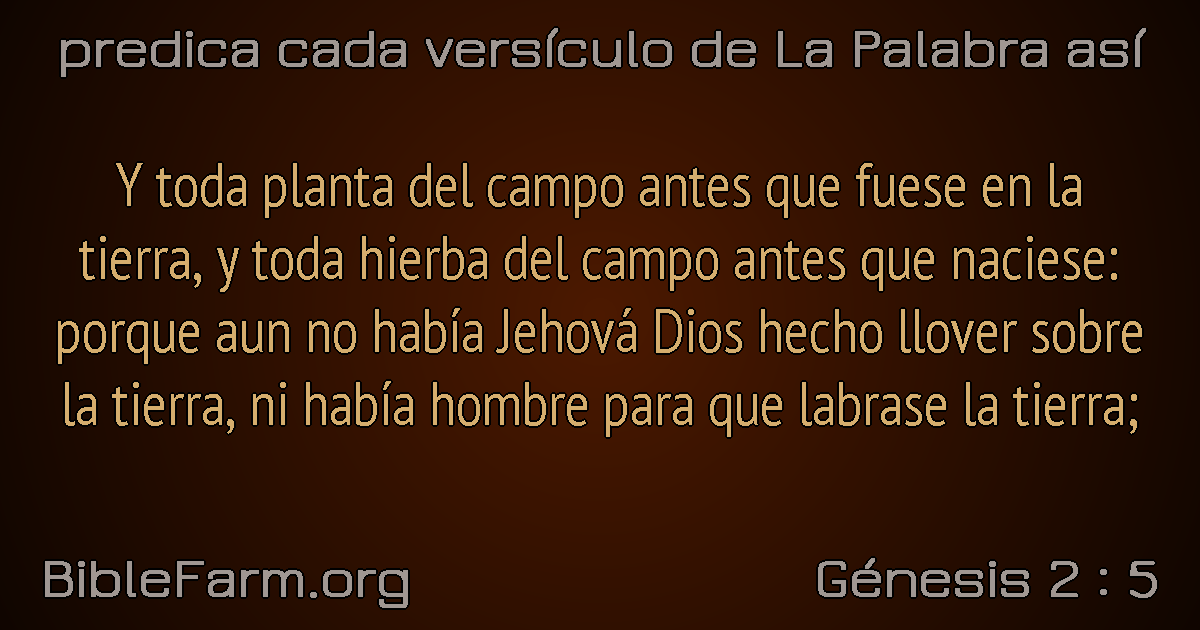 predica cada versículo de La Palabra así
Y toda planta del campo antes que fuese en la
tierra, y toda hierba del campo antes que naciese:
porque aun no había Jehová Dios hecho llover sobre
la tierra, ni había hombre para que labrase la tierra;
BibleFarm.org
Génesis 2 : 5